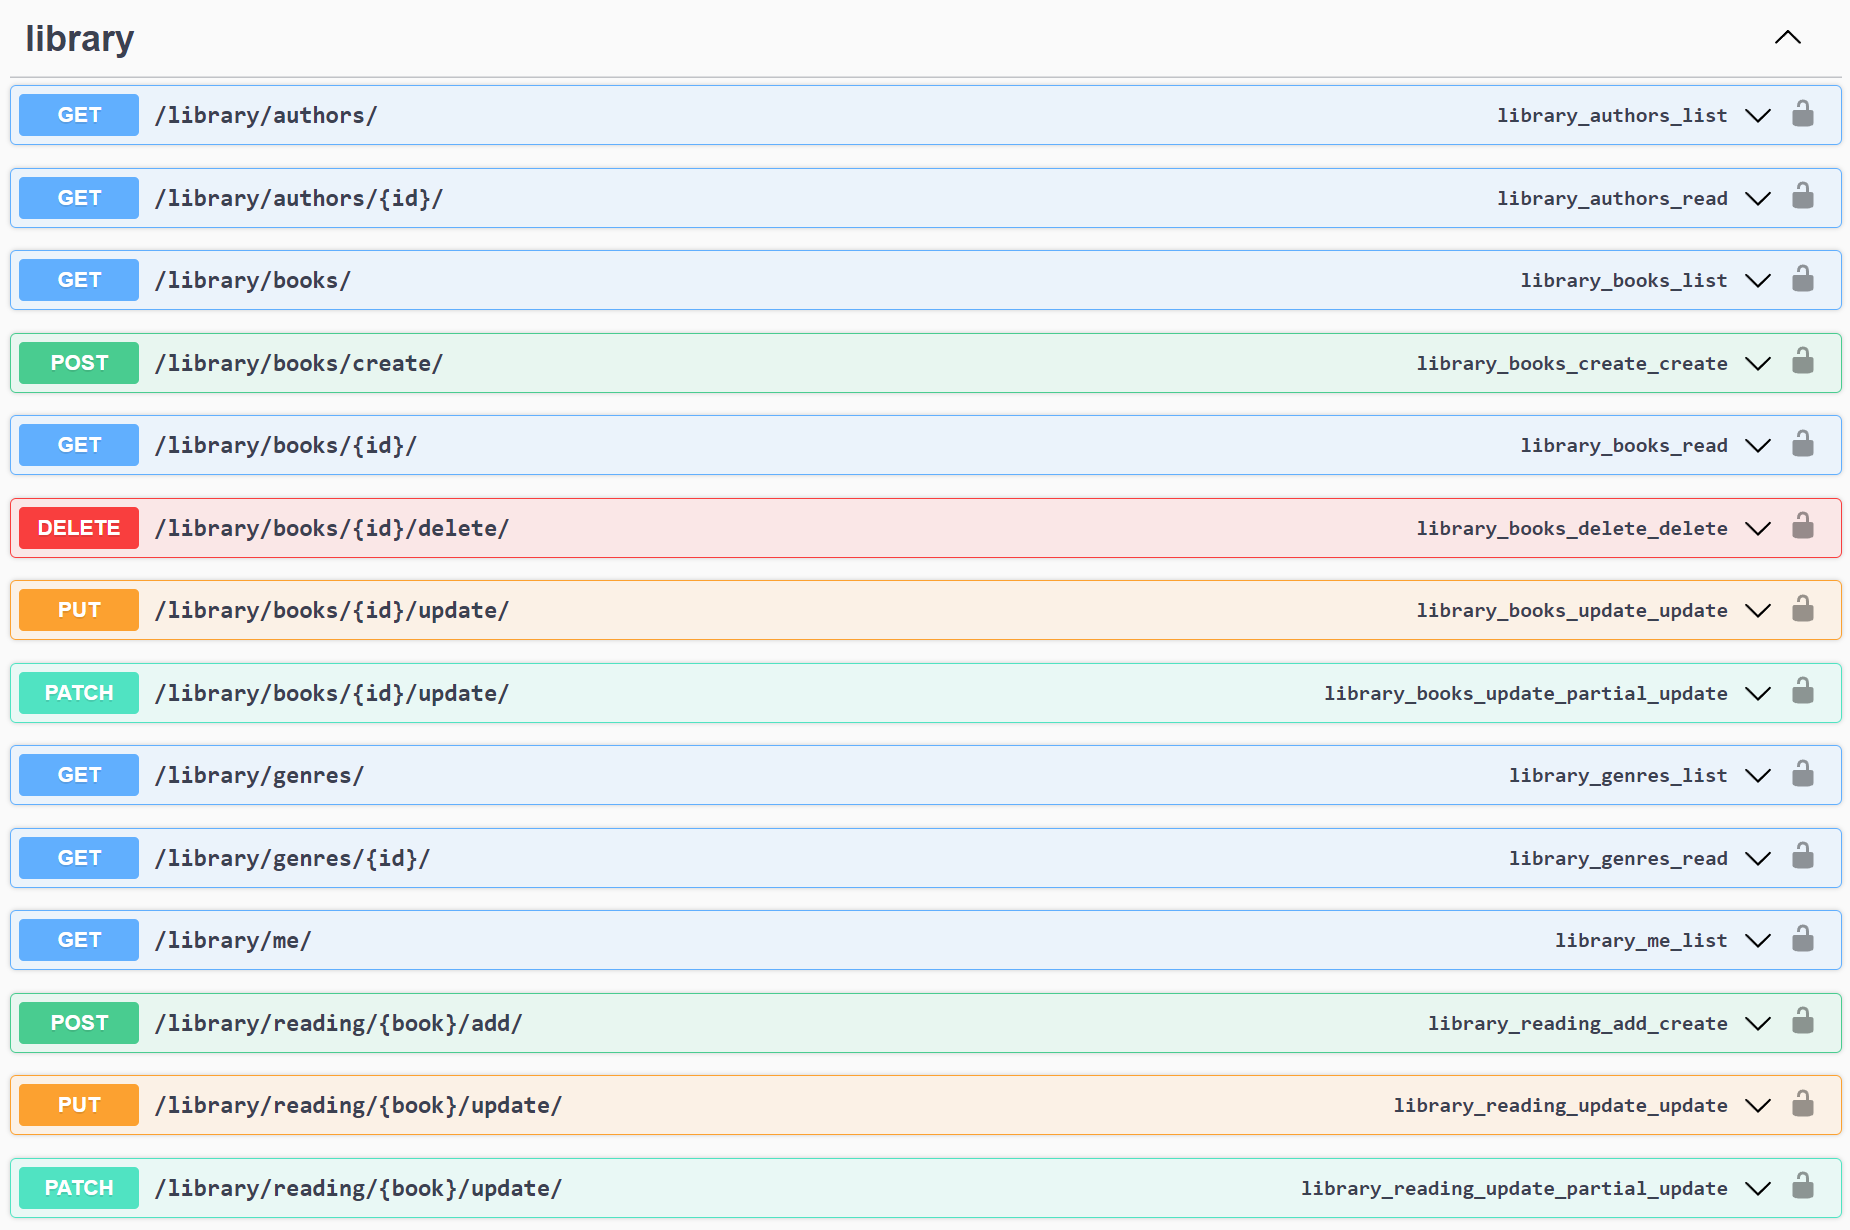 library
GET /library/authors/ library_authors_list
GET /library/authors/{id}/ library_authors_read
GET /library/books/ library_books_list
POST /library/books/create/ library_books_create_create
GET /library/books/{id}/ library_books_read
DELETE /library/books/{id}/delete/ library_books_delete_delete
PUT /library/books/{id}/update/ library_books_update_update
PATCH /library/books/{id}/update/ library_books_update_partial_update
GET /library/genres/ library_genres_list
GET /library/genres/{id}/ library_genres_read
GET /library/me/ library_me_list
POST /library/reading/{book}/add/ library_reading_add_create
PUT /library/reading/{book}/update/ library_reading_update_update
PATCH /library/reading/{book}/update/ library_reading_update_partial_update